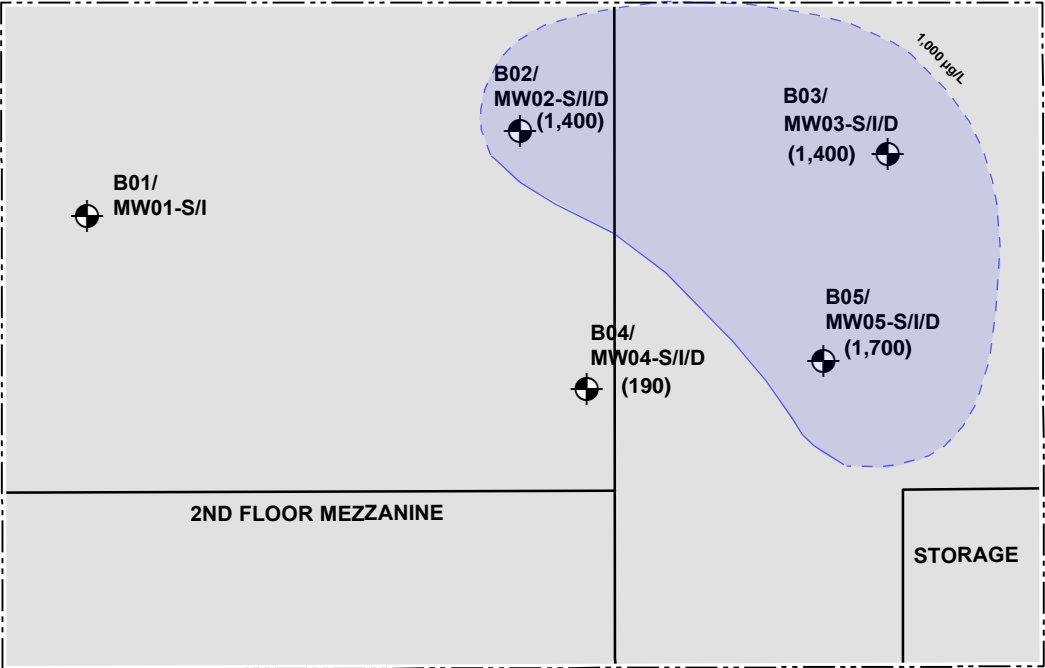 1,000 µg/L
B02/
MW02-S/I/D
(1,400)
B03/
MW03-S/I/D
(1,400)
B01/
MW01-S/I
B05/
MW05-S/I/D
(1,700)
B04/
MW04-S/I/D
(190)
2ND FLOOR MEZZANINE
STORAGE